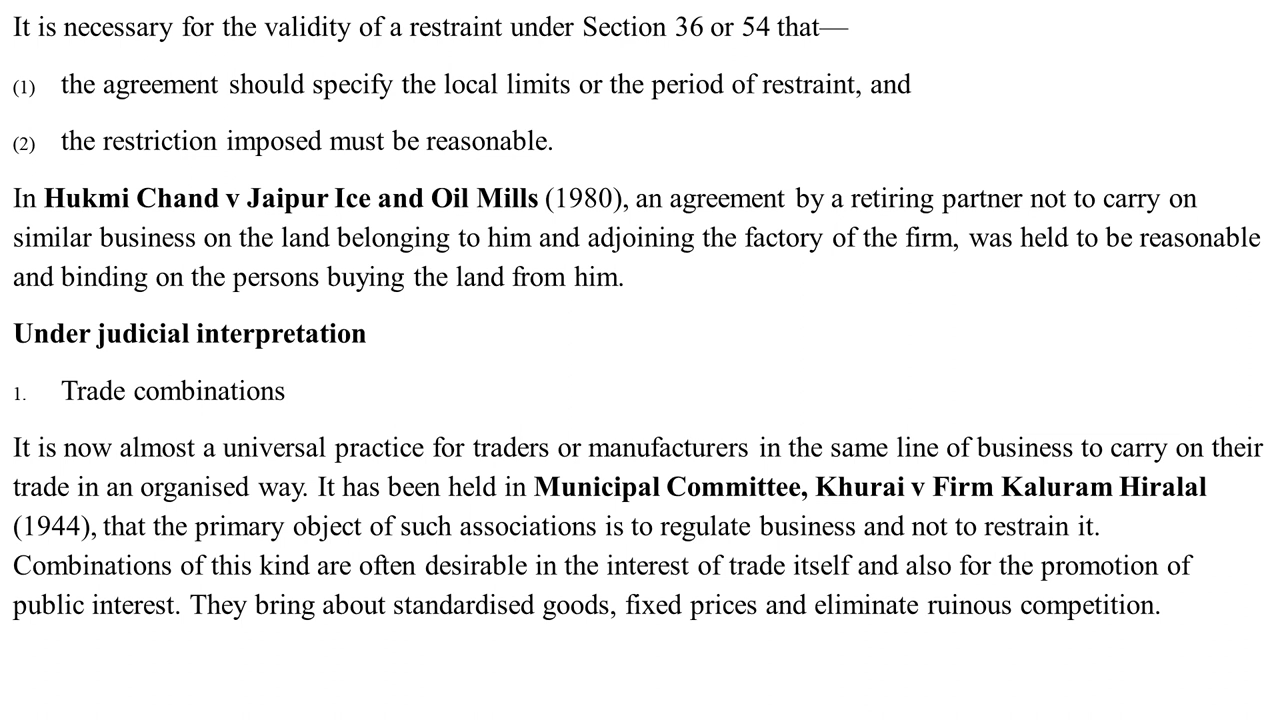 It is necessary for the validity of a restraint under Section 36 or 54 that—
(1) the agreement should specify the local limits or the period of restraint, and
(2) the restriction imposed must be reasonable.
In Hukmi Chand v Jaipur Ice and Oil Mills (1980), an agreement by a retiring partner not to carry on
similar business on the land belonging to him and adjoining the factory of the firm, was held to be reasonable
and binding on the persons buying the land from him.
Under judicial interpretation
1. Trade combinations
It is now almost a universal practice for traders or manufacturers in the same line of business to carry on their
trade in an organised way. It has been held in Municipal Committee, Khurai v Firm Kaluram Hiralal
(1944), that the primary object of such associations is to regulate business and not to restrain it.
Combinations of this kind are often desirable in the interest of trade itself and also for the promotion of
public interest. They bring about standardised goods, fixed prices and eliminate ruinous competition.